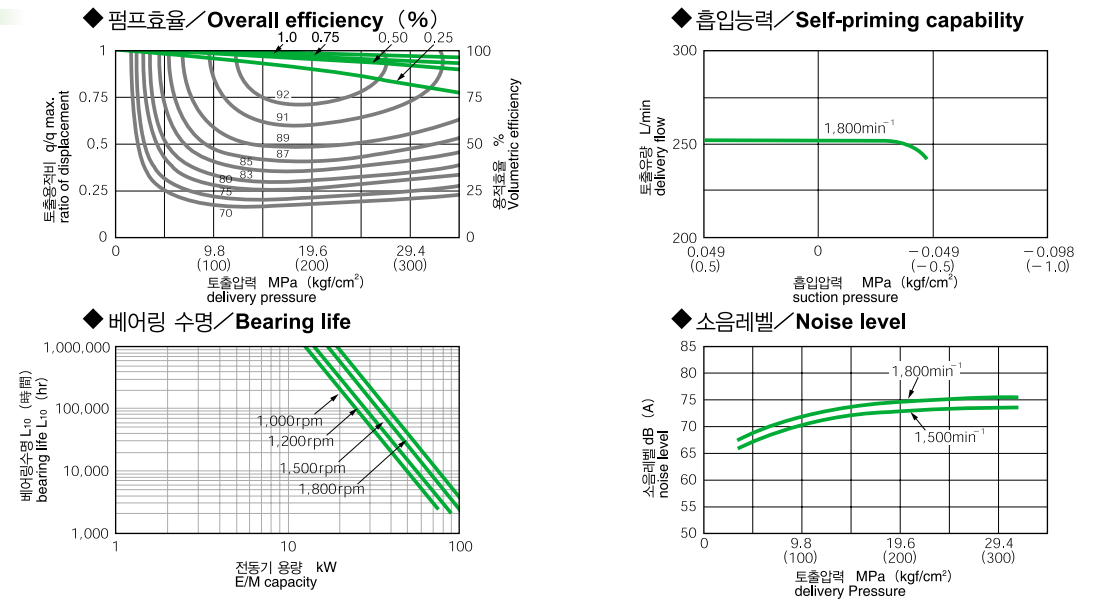 ◆ 펌프효율／Overall efficiency （%）
1.0 0.75 0.50 0.25
1
0.75
0.5
0.25
0
토출용적비 q/q max.
ratio of displacement
92
91
89
87
85
83
80
75
70
100
75
50
25
0
용적효율 %
Volumetric efficiency
0 9.8 19.6 29.4
(100) (200) (300)
토출압력 MPa (kgf/cm²)
delivery pressure
◆ 흡입능력／Self-priming capability
300
250
200
토출유량 L/min
delivery flow
1,800min⁻¹
0.049 0 −0.049 −0.098
(0.5) (−0.5) (−1.0)
흡입압력 MPa (kgf/cm²)
suction pressure
◆ 베어링 수명／Bearing life
1,000,000
100,000
10,000
1,000
베어링수명 L₁₀ (時間)
bearing life L₁₀ (hr)
1,000rpm
1,200rpm
1,500rpm
1,800rpm
1 10 100
전동기 용량 kW
E/M capacity
◆ 소음레벨／Noise level
85
80
75
70
65
60
55
50
소음레벨 dB (A)
noise level
1,800min⁻¹
1,500min⁻¹
0 9.8 19.6 29.4
(100) (200) (300)
토출압력 MPa (kgf/cm²)
delivery Pressure